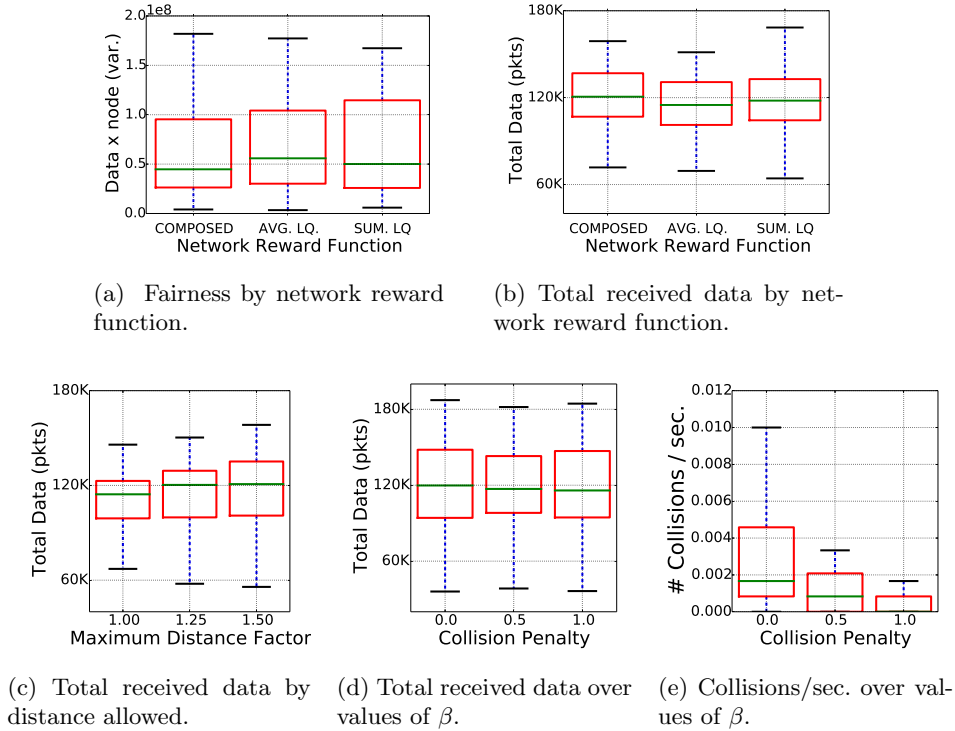 1e8
2.0
1.5
1.0
0.5
0.0
Data x node (var.)
COMPOSED AVG. LQ. SUM. LQ
Network Reward Function
180K
120K
60K
Total Data (pkts)
COMPOSED AVG. LQ. SUM. LQ
Network Reward Function
(a) Fairness by network reward
function.
(b) Total received data by net-
work reward function.
180K
120K
60K
Total Data (pkts)
1.00 1.25 1.50
Maximum Distance Factor
180K
120K
60K
Total Data (pkts)
0.0 0.5 1.0
Collision Penalty
0.012
0.010
0.008
0.006
0.004
0.002
0.000
# Collisions / sec.
0.0 0.5 1.0
Collision Penalty
(c) Total received data by
distance allowed.
(d) Total received data over
values of β.
(e) Collisions/sec. over val-
ues of β.